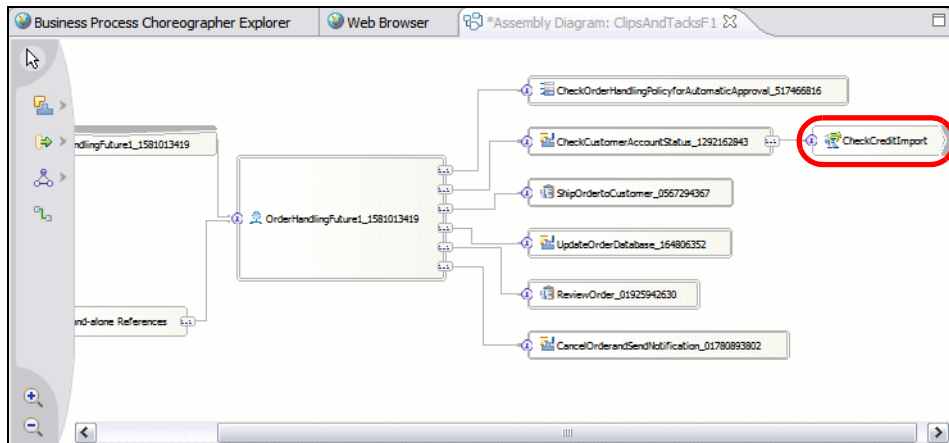 Business Process Choreographer Explorer
Web Browser
*Assembly Diagram: ClipsAndTacksF1
CheckOrderHandlingPolicyforAutomaticApproval_517466816
ndlingFuture1_1581013419
CheckCustomerAccountStatus_1292162843
CheckCreditImport
ShipOrdertoCustomer_0567294367
OrderHandlingFuture1_1581013419
UpdateOrderDatabase_164806352
ReviewOrder_01925942630
nd-alone References
CancelOrderandSendNotification_01780893802